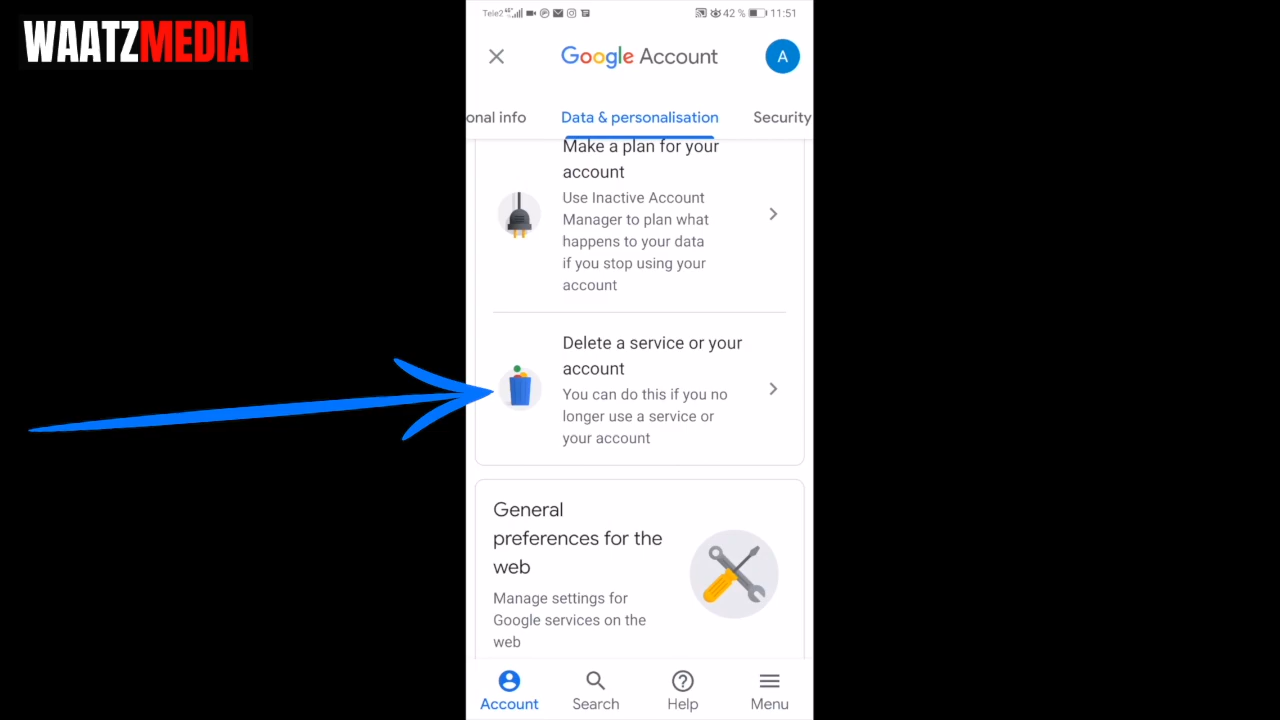 WAATZMEDIA
Tele2 4G 42 % 11:51
Google Account
A
onal info Data & personalisation Security
Make a plan for your
account
Use Inactive Account
Manager to plan what
happens to your data
if you stop using your
account
Delete a service or your
account
You can do this if you no
longer use a service or
your account
General
preferences for the
web
Manage settings for
Google services on the
web
Account Search Help Menu